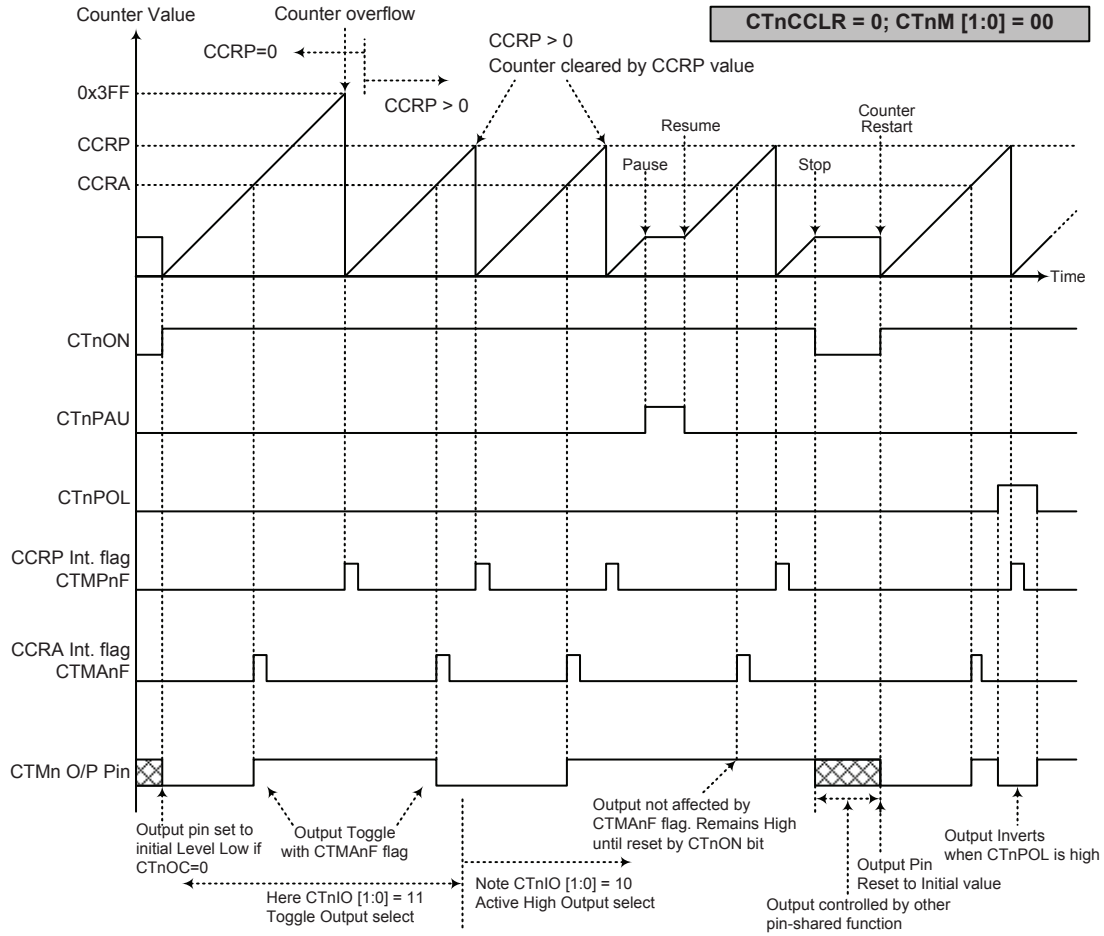 Counter Value
Counter overflow
CTnCCLR = 0; CTnM [1:0] = 00
CCRP=0
CCRP > 0
CCRP > 0
Counter cleared by CCRP value
0x3FF
CCRP
CCRA
Pause
Resume
Stop
Counter
Restart
Time
CTnON
CTnPAU
CTnPOL
CCRP Int. flag
CTMPnF
CCRA Int. flag
CTMAnF
CTMn O/P Pin
Output pin set to
initial Level Low if
CTnOC=0
Output Toggle
with CTMAnF flag
Here CTnIO [1:0] = 11
Toggle Output select
Note CTnIO [1:0] = 10
Active High Output select
Output not affected by
CTMAnF flag. Remains High
until reset by CTnON bit
Output Pin
Reset to Initial value
Output controlled by other
pin-shared function
Output Inverts
when CTnPOL is high